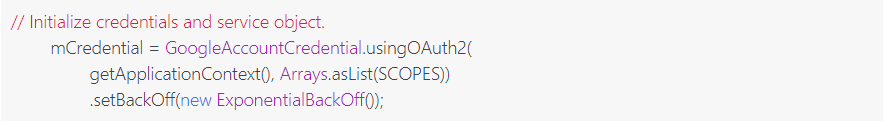 // Initialize credentials and service object.
mCredential = GoogleAccountCredential.usingOAuth2(
getApplicationContext(), Arrays.asList(SCOPES))
.setBackOff(new ExponentialBackOff());